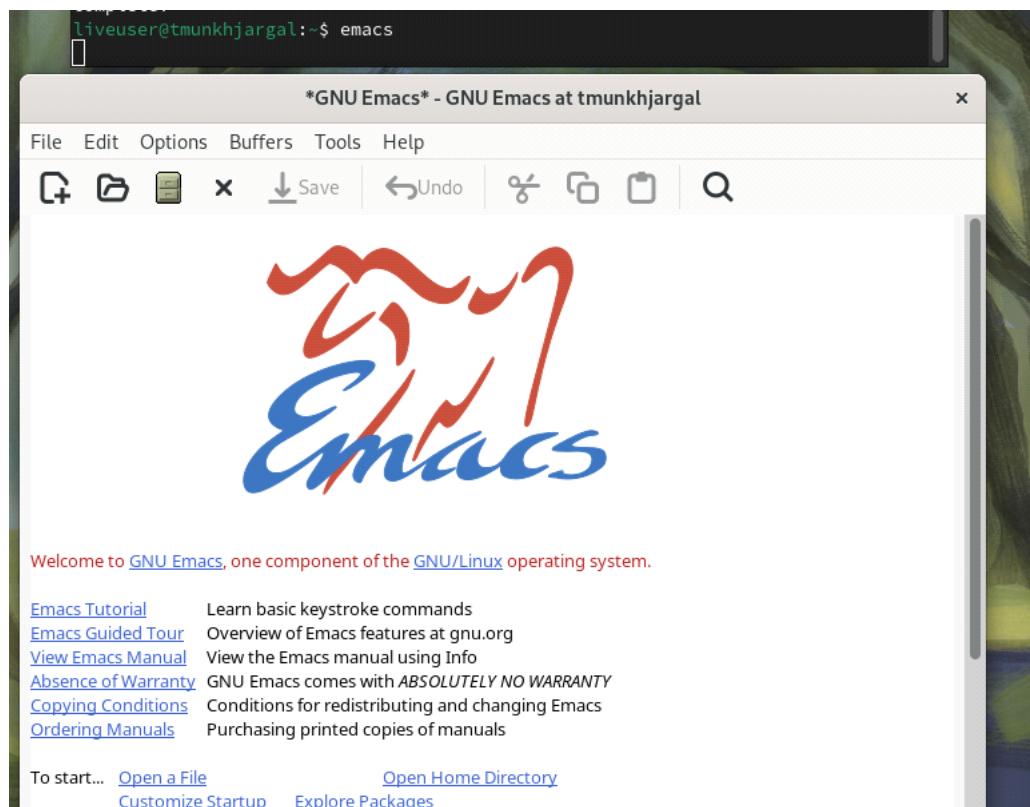 liveuser@tmunkhjargal:~$ emacs
*GNU Emacs* - GNU Emacs at tmunkhjargal
File Edit Options Buffers Tools Help
Save Undo
Emacs
Welcome to GNU Emacs, one component of the GNU/Linux operating system.
Emacs Tutorial Learn basic keystroke commands
Emacs Guided Tour Overview of Emacs features at gnu.org
View Emacs Manual View the Emacs manual using Info
Absence of Warranty GNU Emacs comes with ABSOLUTELY NO WARRANTY
Copying Conditions Conditions for redistributing and changing Emacs
Ordering Manuals Purchasing printed copies of manuals
To start... Open a File Open Home Directory
Customize Startup Explore Packages